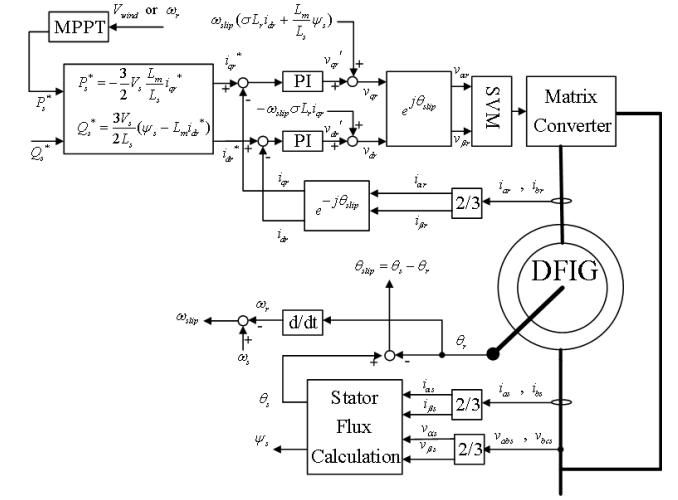 MPPT
V_wind or ω_r
ω_slip(σL_r i_dr + L_m/L_s ψ_s)
P_s*
Q_s*
P_s* = -3/2 V_s L_m/L_s i_qr*
Q_s* = 3V_s/2L_s (ψ_s - L_m i_dr*)
i_qr*
+
-
PI
v_qr'
+
+
v_qr
-ω_slip σL_r i_qr
i_dr*
+
-
PI
v_dr'
+
+
v_dr
e^jθ_slip
v_αr
v_βr
SVM
Matrix
Converter
i_qr
i_dr
e^-jθ_slip
i_αr
i_βr
2/3
i_ar , i_br
DFIG
θ_slip = θ_s - θ_r
ω_slip
ω_r
-
+
ω_s
d/dt
θ_r
+
-
θ_s
ψ_s
Stator
Flux
Calculation
i_αs
i_βs
2/3
i_as , i_bs
v_αs
v_βs
2/3
v_abs , v_bcs